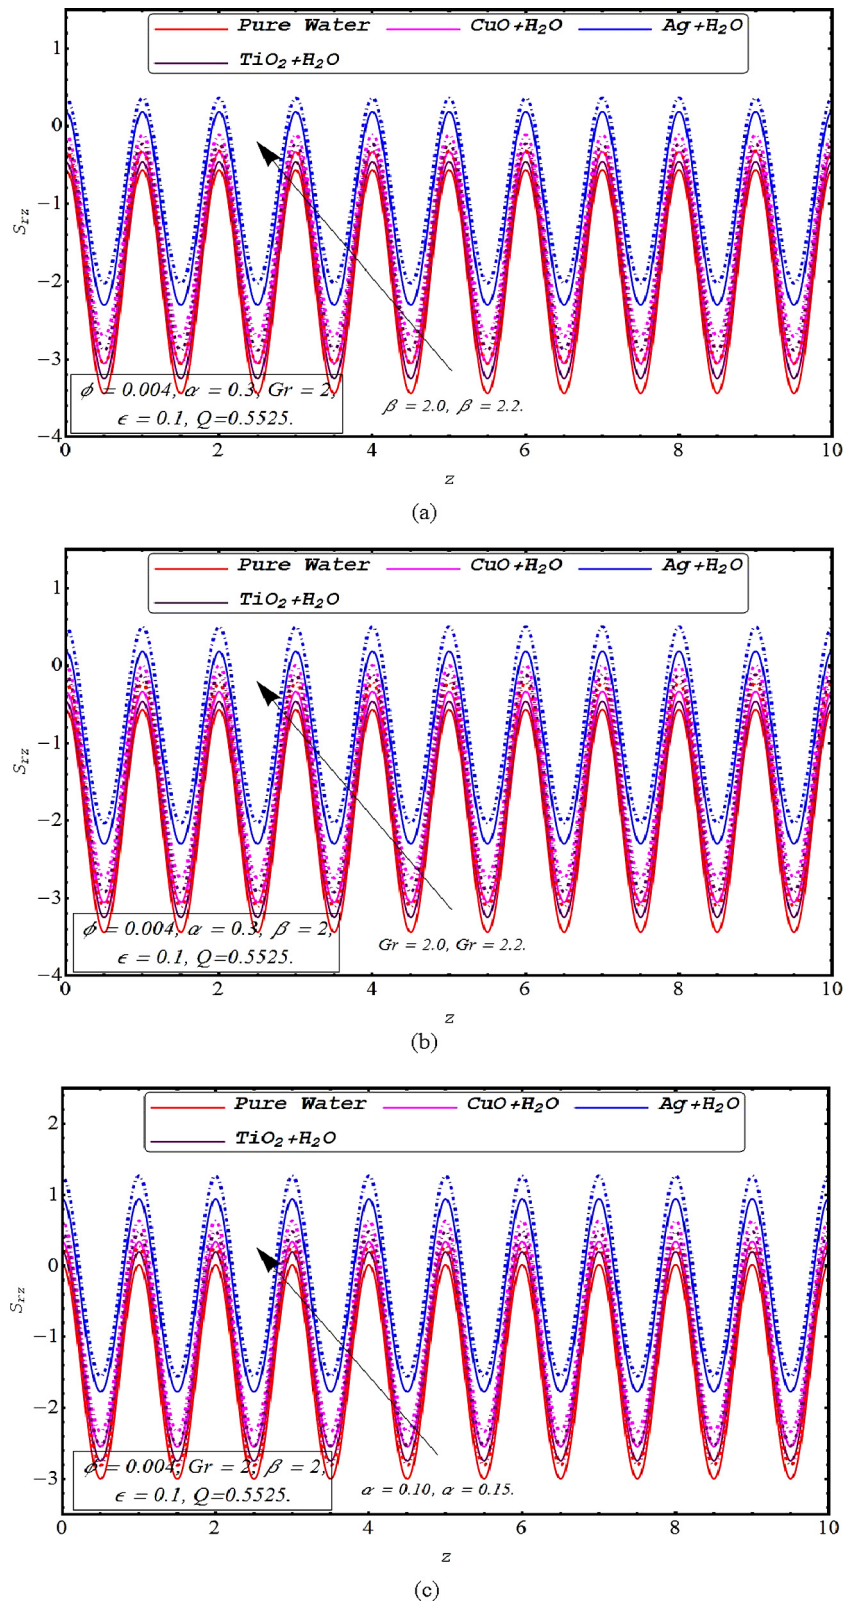 Pure Water CuO+H₂O Ag+H₂O
TiO₂+H₂O
1
0
−1
−2
−3
−4
S_rz
ϕ = 0.004, α = 0.3, Gr = 2,
ϵ = 0.1, Q=0.5525.
β = 2.0, β = 2.2.
0 2 4 6 8 10
z
(a)
Pure Water CuO+H₂O Ag+H₂O
TiO₂+H₂O
1
0
−1
−2
−3
−4
S_rz
ϕ = 0.004, α = 0.3, β = 2,
ϵ = 0.1, Q=0.5525.
Gr = 2.0, Gr = 2.2.
0 2 4 6 8 10
z
(b)
Pure Water CuO+H₂O Ag+H₂O
TiO₂+H₂O
2
1
0
−1
−2
−3
S_rz
ϕ = 0.004, Gr = 2, β = 2,
ϵ = 0.1, Q=0.5525.
α = 0.10, α = 0.15.
0 2 4 6 8 10
z
(c)